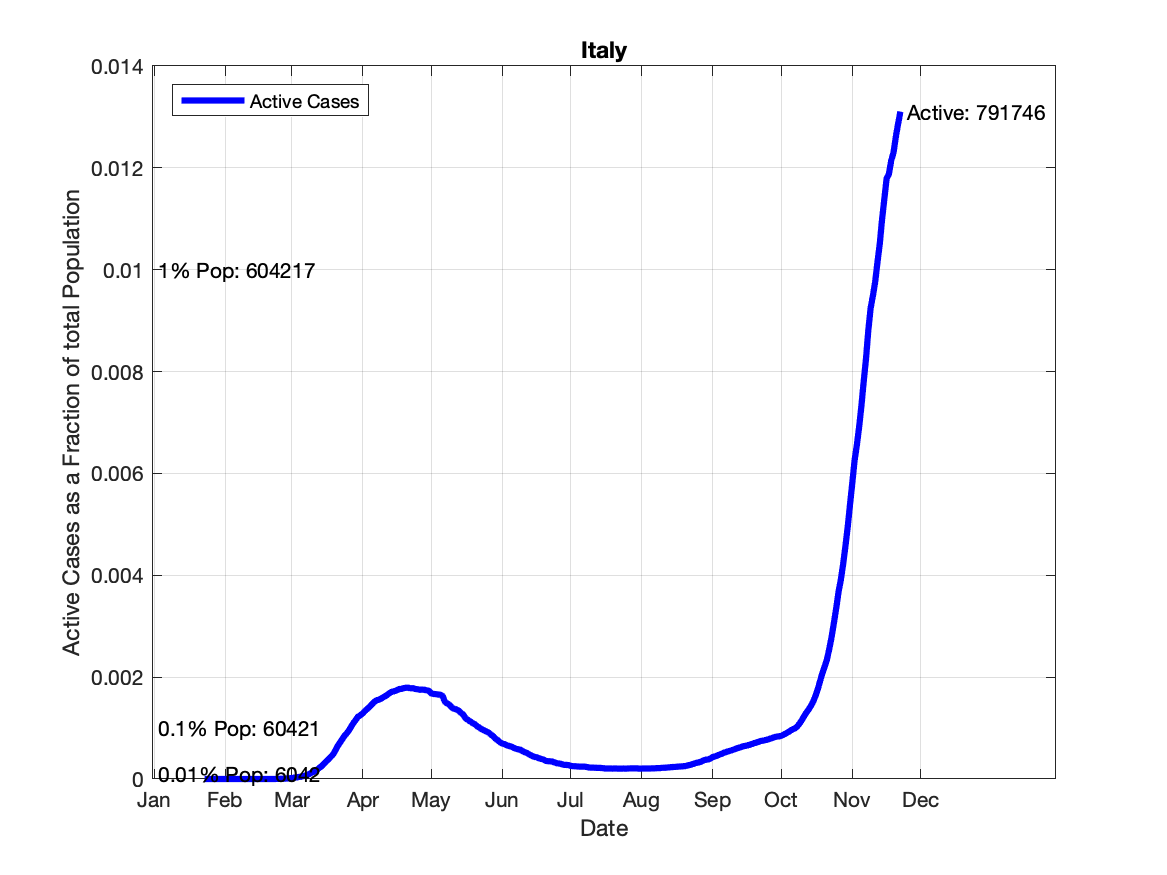 Italy
Active Cases
Active: 791746
0.014
0.012
0.01
0.008
0.006
0.004
0.002
0
1% Pop: 604217
0.1% Pop: 60421
0.01% Pop: 6042
Active Cases as a Fraction of total Population
Jan Feb Mar Apr May Jun Jul Aug Sep Oct Nov Dec
Date